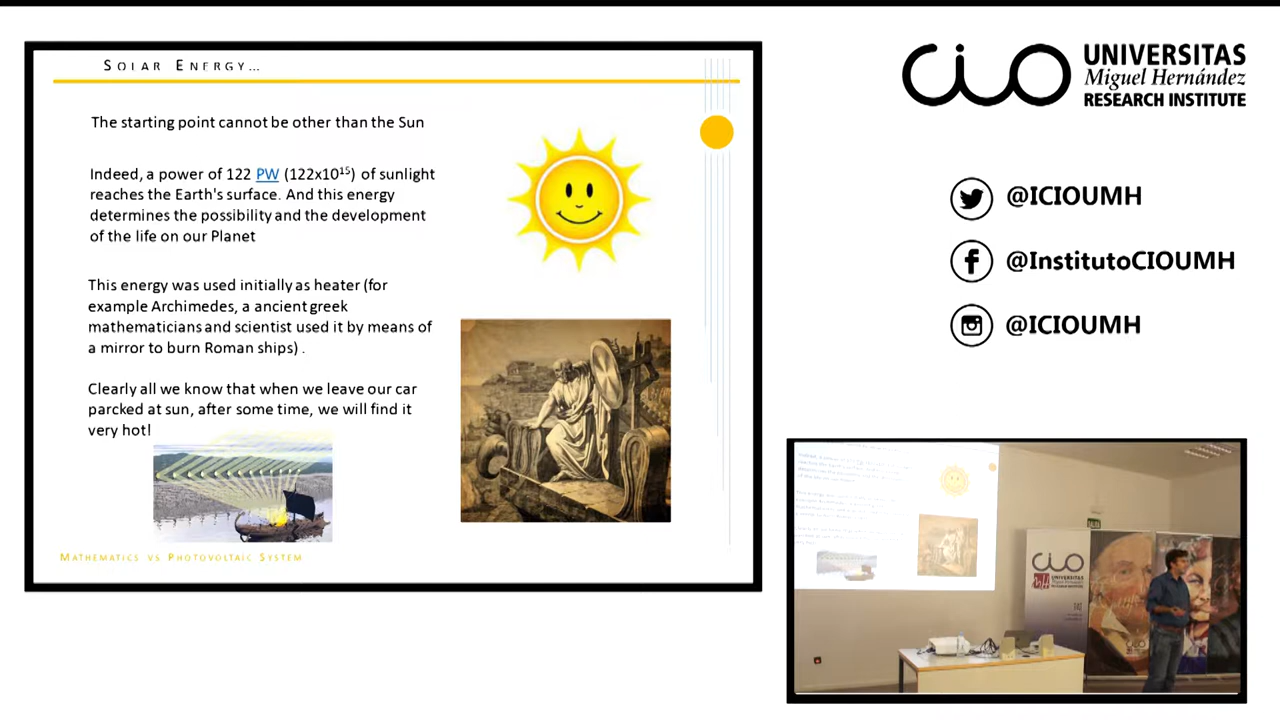 SOLAR ENERGY...
The starting point cannot be other than the Sun
Indeed, a power of 122 PW (122x10¹⁵) of sunlight
reaches the Earth's surface. And this energy
determines the possibility and the development
of the life on our Planet
This energy was used initially as heater (for
example Archimedes, a ancient greek
mathematicians and scientist used it by means of
a mirror to burn Roman ships) .
Clearly all we know that when we leave our car
parcked at sun, after some time, we will find it
very hot!
MATHEMATICS VS PHOTOVOLTAIC SYSTEM
CIO
UNIVERSITAS
Miguel Hernández
RESEARCH INSTITUTE
@ICIOUMH
@InstitutoCIOUMH
@ICIOUMH
CIO
UNIVERSITAS